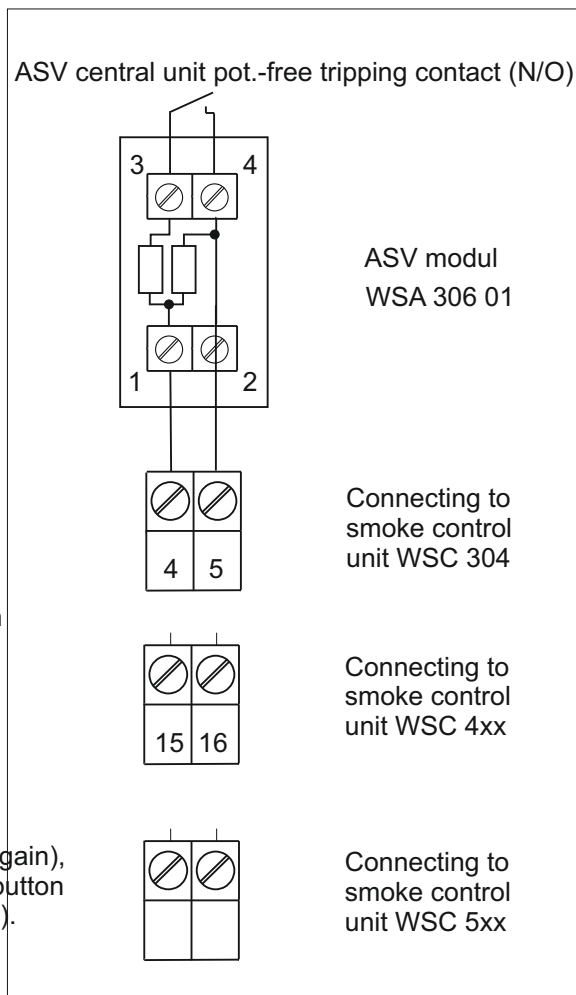 ASV central unit pot.-free tripping contact (N/O)
3 4
ASV modul
WSA 306 01
1 2
Connecting to
smoke control
unit WSC 304
4 5
Connecting to
smoke control
unit WSC 4xx
15 16
gain),
utton
).
Connecting to
smoke control
unit WSC 5xx